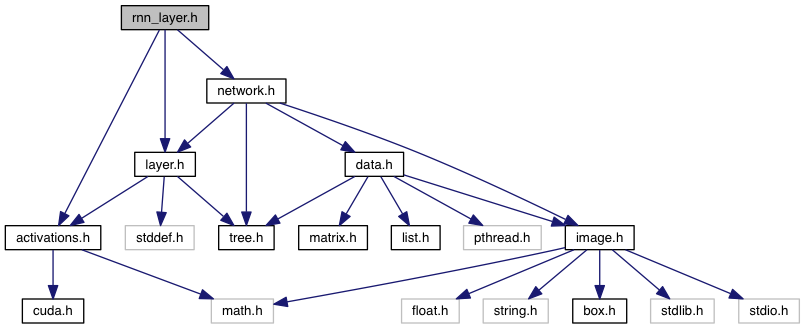 rnn_layer.h
network.h
layer.h
data.h
activations.h
stddef.h
tree.h
matrix.h
list.h
pthread.h
image.h
cuda.h
math.h
float.h
string.h
box.h
stdlib.h
stdio.h